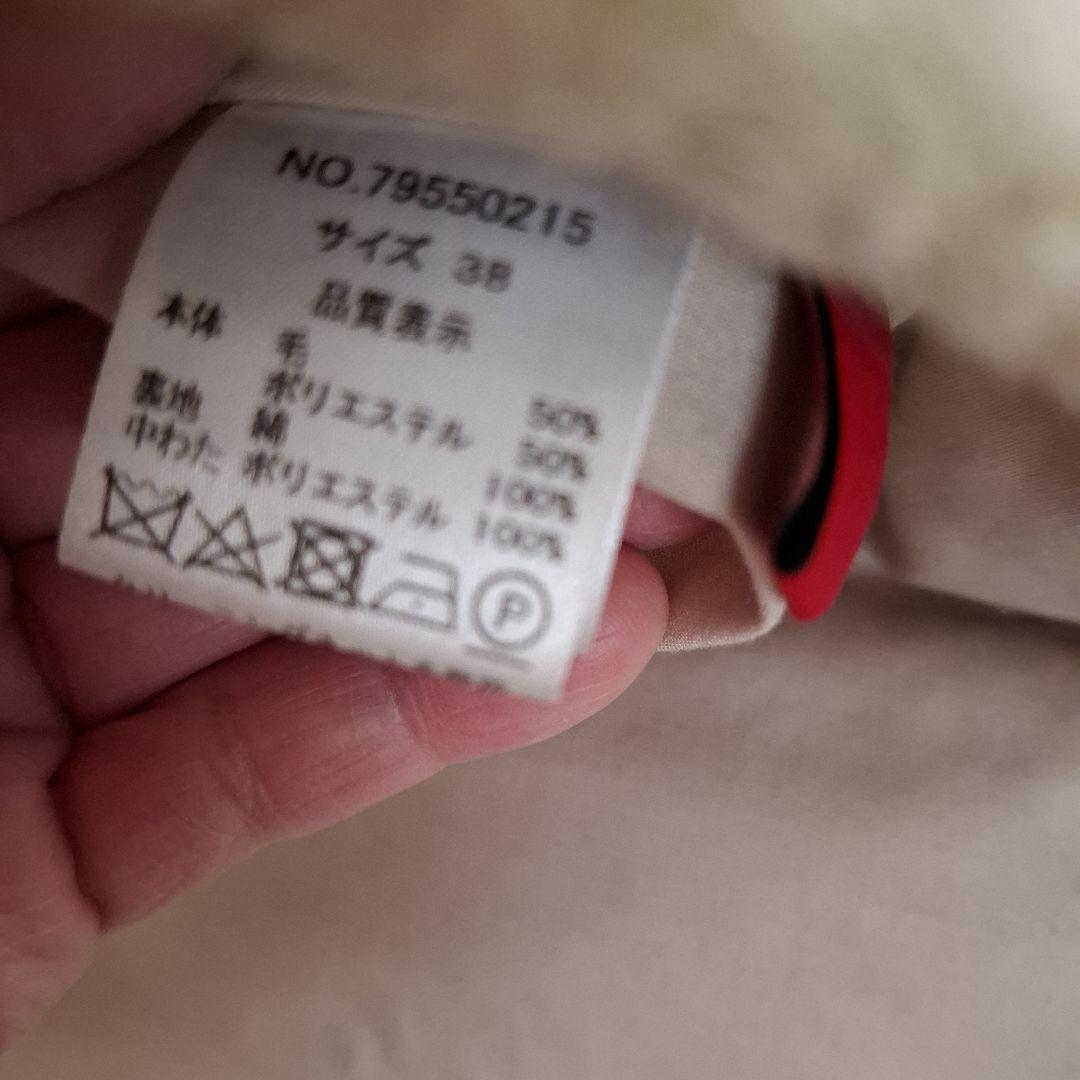 NO.79550215
サイズ 38
品質表示
本体 毛 50%
ポリエステル 50%
裏地 綿 100%
中わた ポリエステル 100%
P